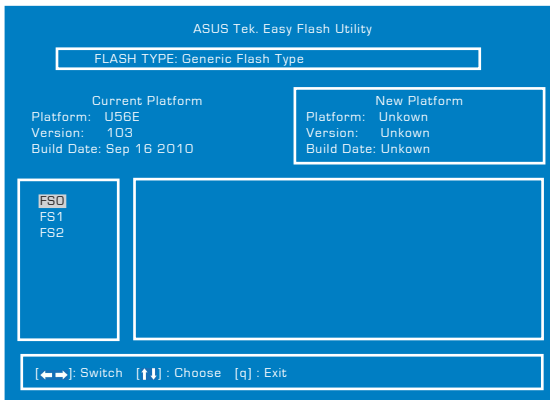 ASUS Tek. Easy Flash Utility
FLASH TYPE: Generic Flash Type
Current Platform
Platform: U56E
Version: 103
Build Date: Sep 16 2010
New Platform
Platform: Unkown
Version: Unkown
Build Date: Unkown
FS0
FS1
FS2
[←→]: Switch [↑↓] : Choose [q] : Exit